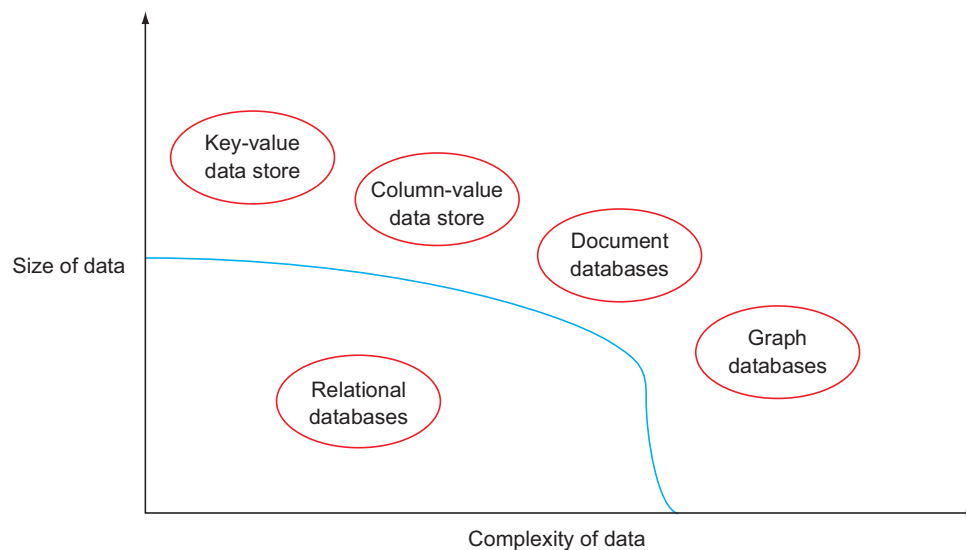 Key-value
data store
Column-value
data store
Document
databases
Size of data
Graph
databases
Relational
databases
Complexity of data